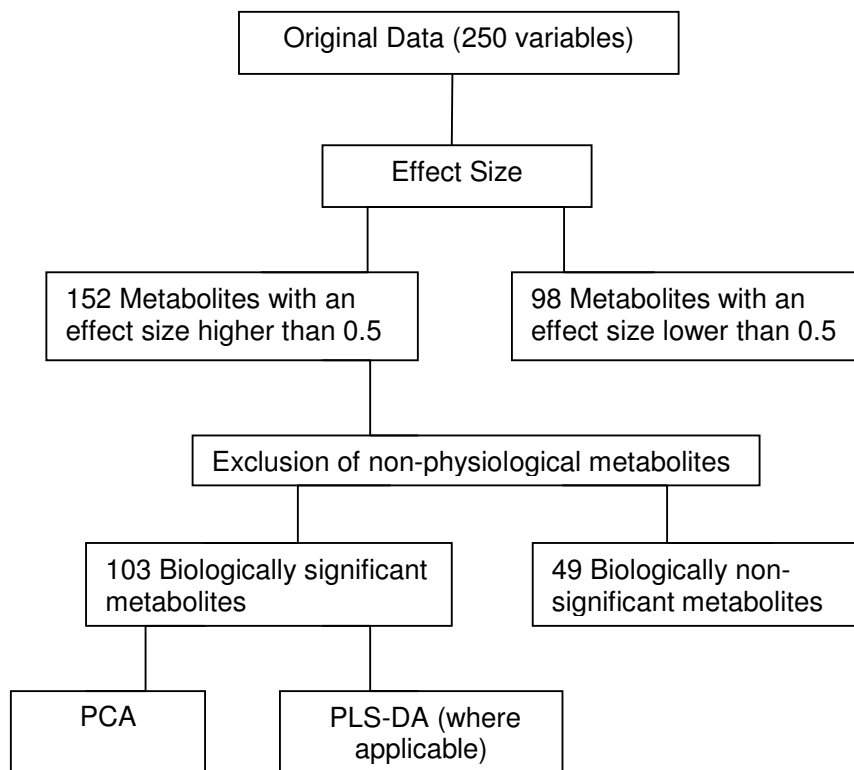 Original Data (250 variables)
Effect Size
152 Metabolites with an
effect size higher than 0.5
98 Metabolites with an
effect size lower than 0.5
Exclusion of non-physiological metabolites
103 Biologically significant
metabolites
49 Biologically non-
significant metabolites
PCA
PLS-DA (where
applicable)